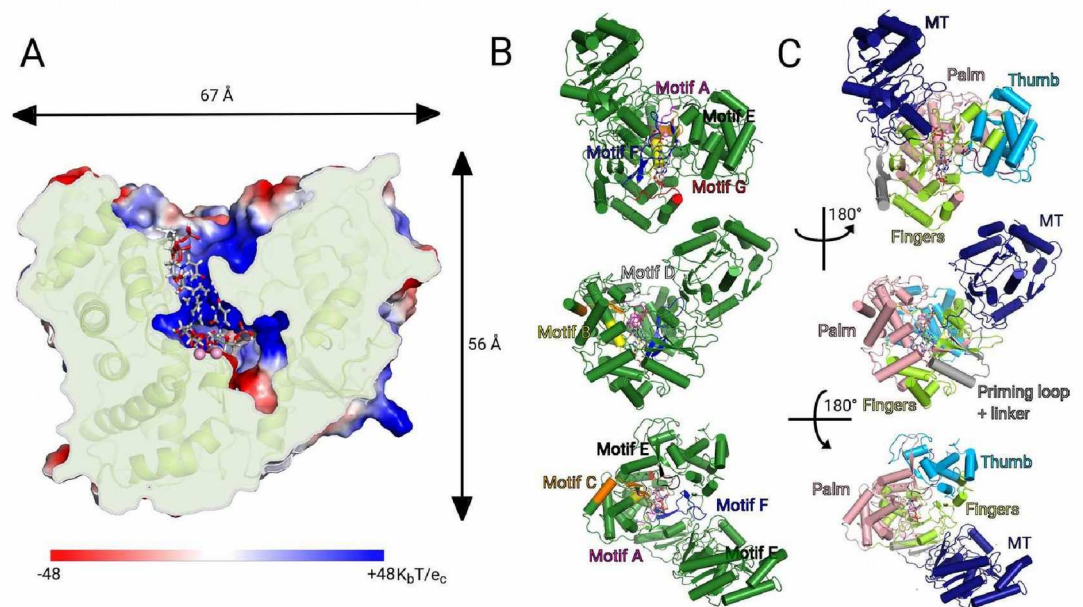 A
67 Å
56 Å
-48
+48KbT/ec
B
Motif A
Motif E
Motif F
Motif G
Motif D
Motif B
Motif E
Motif C
Motif F
Motif A
Motif F
C
MT
Palm
Thumb
Fingers
180°
MT
Palm
Fingers
Priming loop
+ linker
180°
Thumb
Palm
Fingers
MT